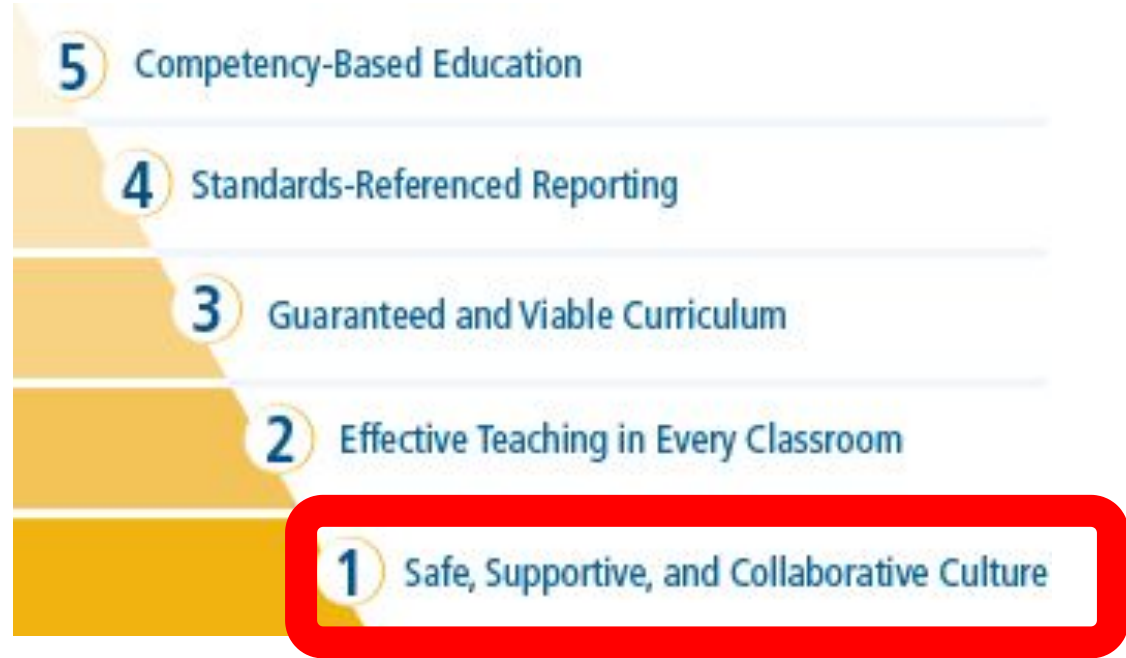 5 Competency-Based Education
4 Standards-Referenced Reporting
3 Guaranteed and Viable Curriculum
2 Effective Teaching in Every Classroom
1 Safe, Supportive, and Collaborative Culture